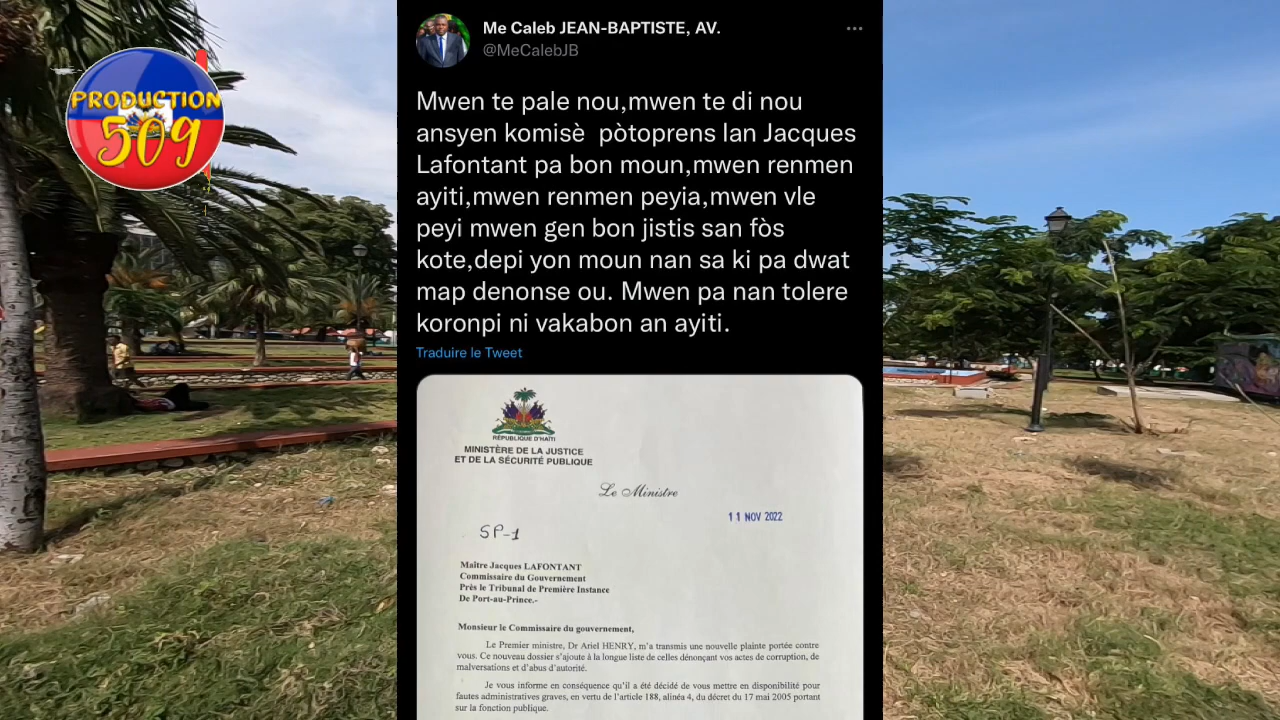 PRODUCTION
509
Me Caleb JEAN-BAPTISTE, AV.
@MeCalebJB
Mwen te pale nou,mwen te di nou
ansyen komisè pòtoprens lan Jacques
Lafontant pa bon moun,mwen renmen
ayiti,mwen renmen peyia,mwen vle
peyi mwen gen bon jistis san fòs
kote,depi yon moun nan sa ki pa dwat
map denonse ou. Mwen pa nan tolere
koronpi ni vakabon an ayiti.
Traduire le Tweet
RÉPUBLIQUE D'HAITI
MINISTÈRE DE LA JUSTICE
ET DE LA SÉCURITÉ PUBLIQUE
Le Ministre
11 NOV 2022
SP-1
Maître Jacques LAFONTANT
Commissaire du Gouvernement
Près le Tribunal de Première Instance
De Port-au-Prince.-
Monsieur le Commissaire du gouvernement,
Le Premier ministre, Dr Ariel HENRY, m'a transmis une nouvelle plainte portée contre
vous. Ce nouveau dossier s'ajoute à la longue liste de celles dénonçant vos actes de corruption, de
malversations et d'abus d'autorité.
Je vous informe en conséquence qu'il a été décidé de vous mettre en disponibilité pour
fautes administratives graves, en vertu de l'article 188, alinéa 4, du décret du 17 mai 2005 portant
sur la fonction publique.